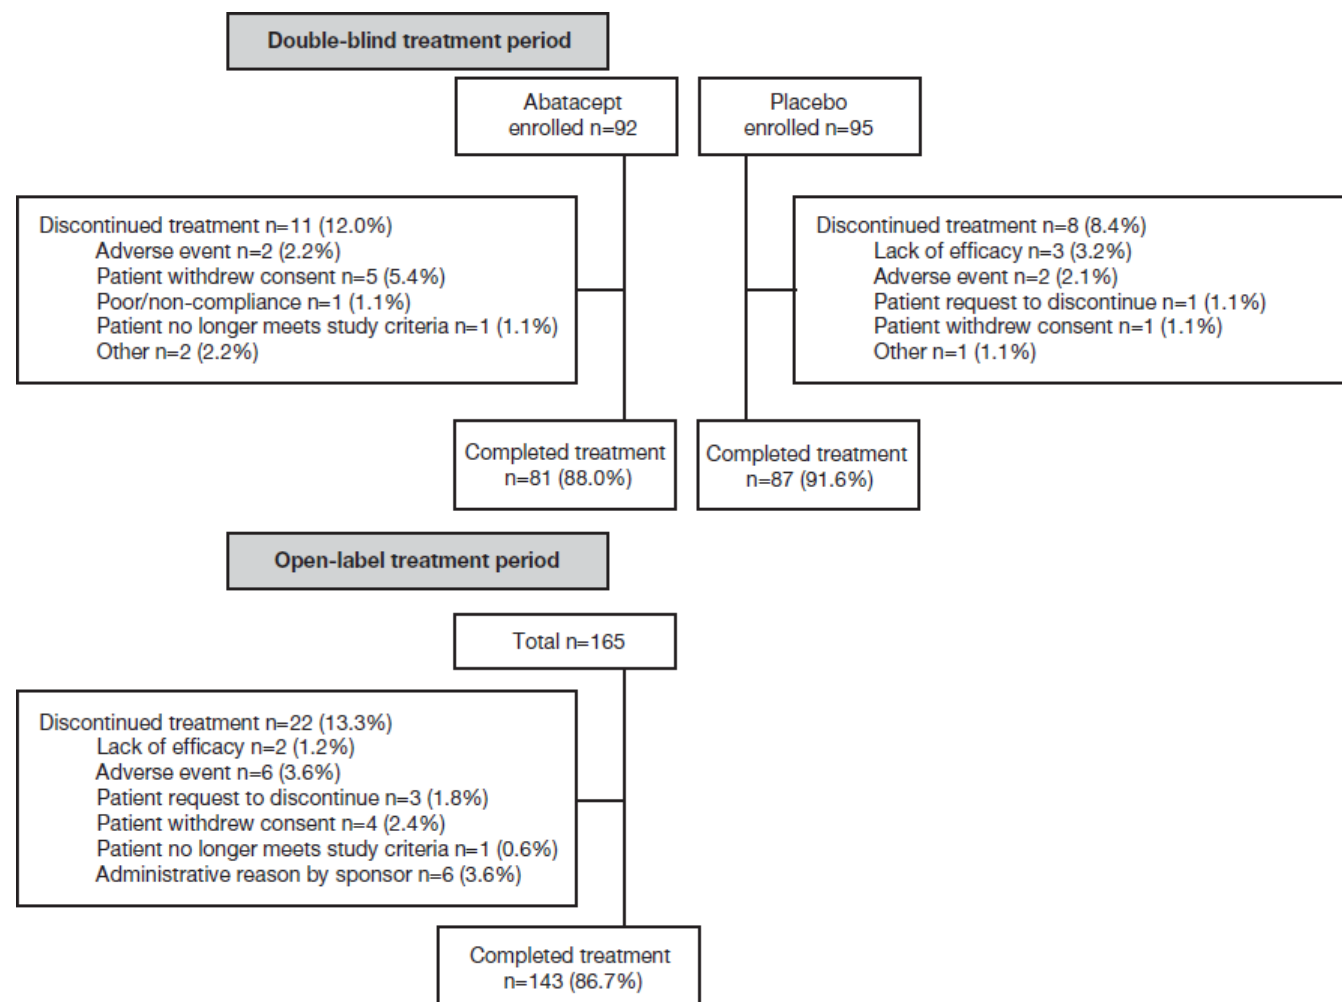 Double-blind treatment period
Abatacept
enrolled n=92
Placebo
enrolled n=95
Discontinued treatment n=11 (12.0%)
Adverse event n=2 (2.2%)
Patient withdrew consent n=5 (5.4%)
Poor/non-compliance n=1 (1.1%)
Patient no longer meets study criteria n=1 (1.1%)
Other n=2 (2.2%)
Discontinued treatment n=8 (8.4%)
Lack of efficacy n=3 (3.2%)
Adverse event n=2 (2.1%)
Patient request to discontinue n=1 (1.1%)
Patient withdrew consent n=1 (1.1%)
Other n=1 (1.1%)
Completed treatment
n=81 (88.0%)
Completed treatment
n=87 (91.6%)
Open-label treatment period
Total n=165
Discontinued treatment n=22 (13.3%)
Lack of efficacy n=2 (1.2%)
Adverse event n=6 (3.6%)
Patient request to discontinue n=3 (1.8%)
Patient withdrew consent n=4 (2.4%)
Patient no longer meets study criteria n=1 (0.6%)
Administrative reason by sponsor n=6 (3.6%)
Completed treatment
n=143 (86.7%)